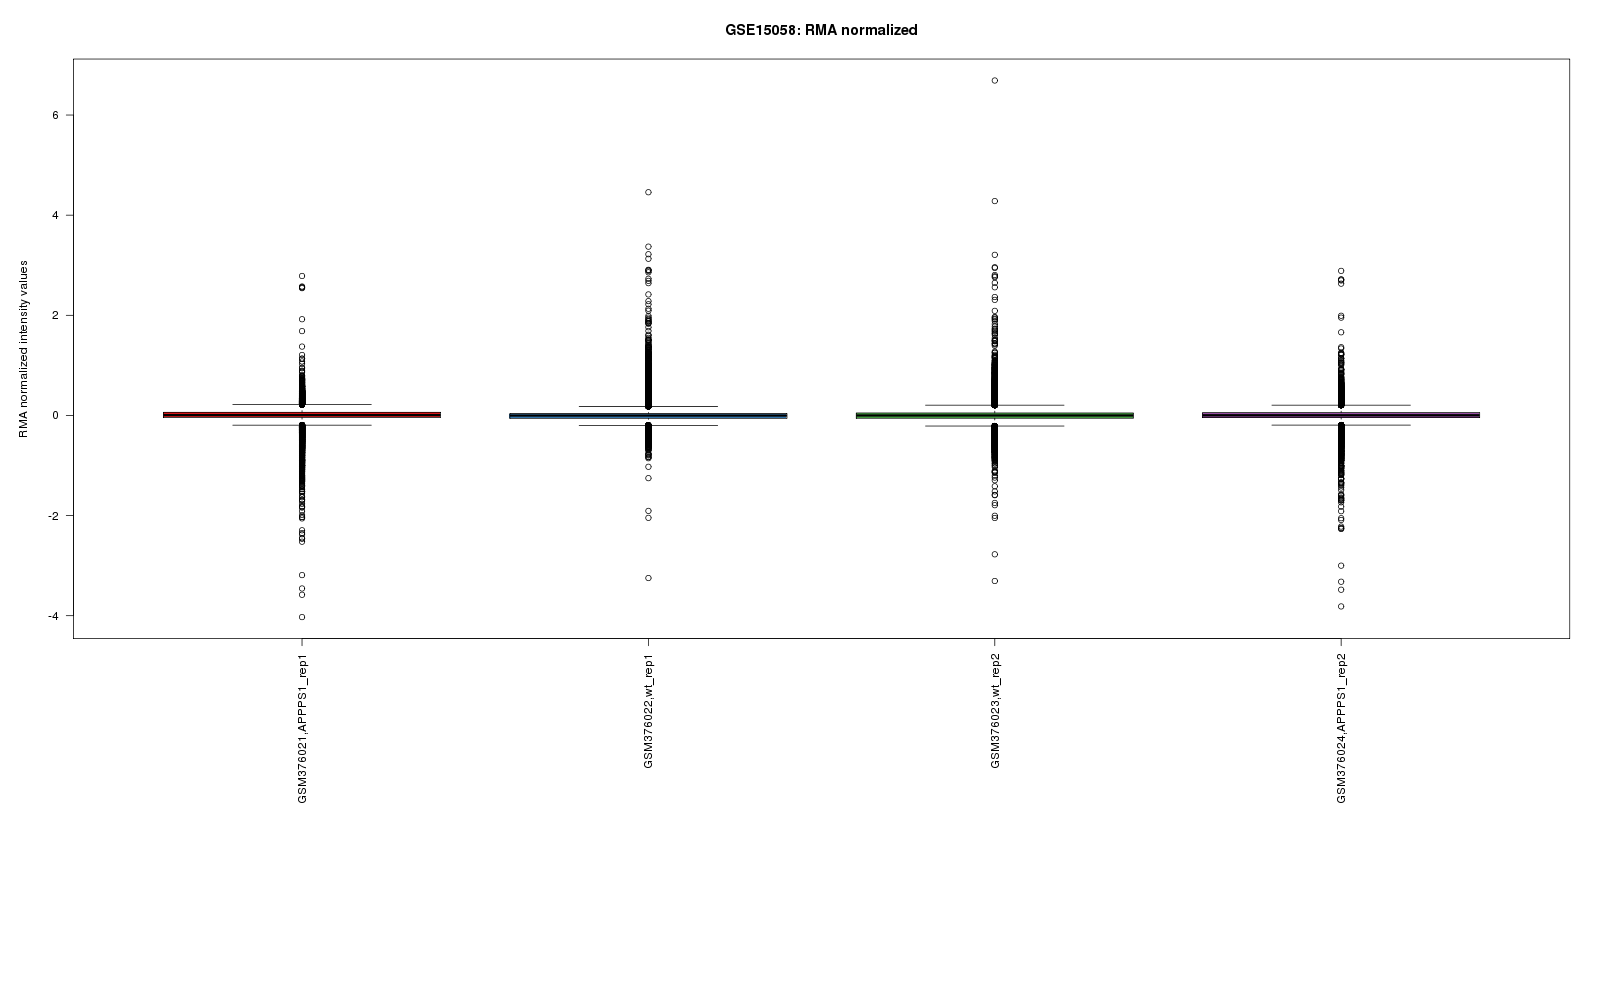 GSE15058: RMA normalized
RMA normalized intensity values
6
4
2
0
-2
-4
GSM376021,APPPS1_rep1
GSM376022,wt_rep1
GSM376023,wt_rep2
GSM376024,APPPS1_rep2